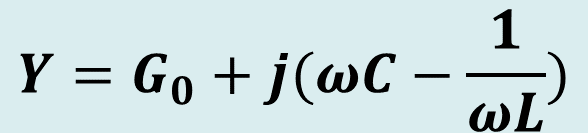 Y = G₀ + j(ωC − 1/ωL)